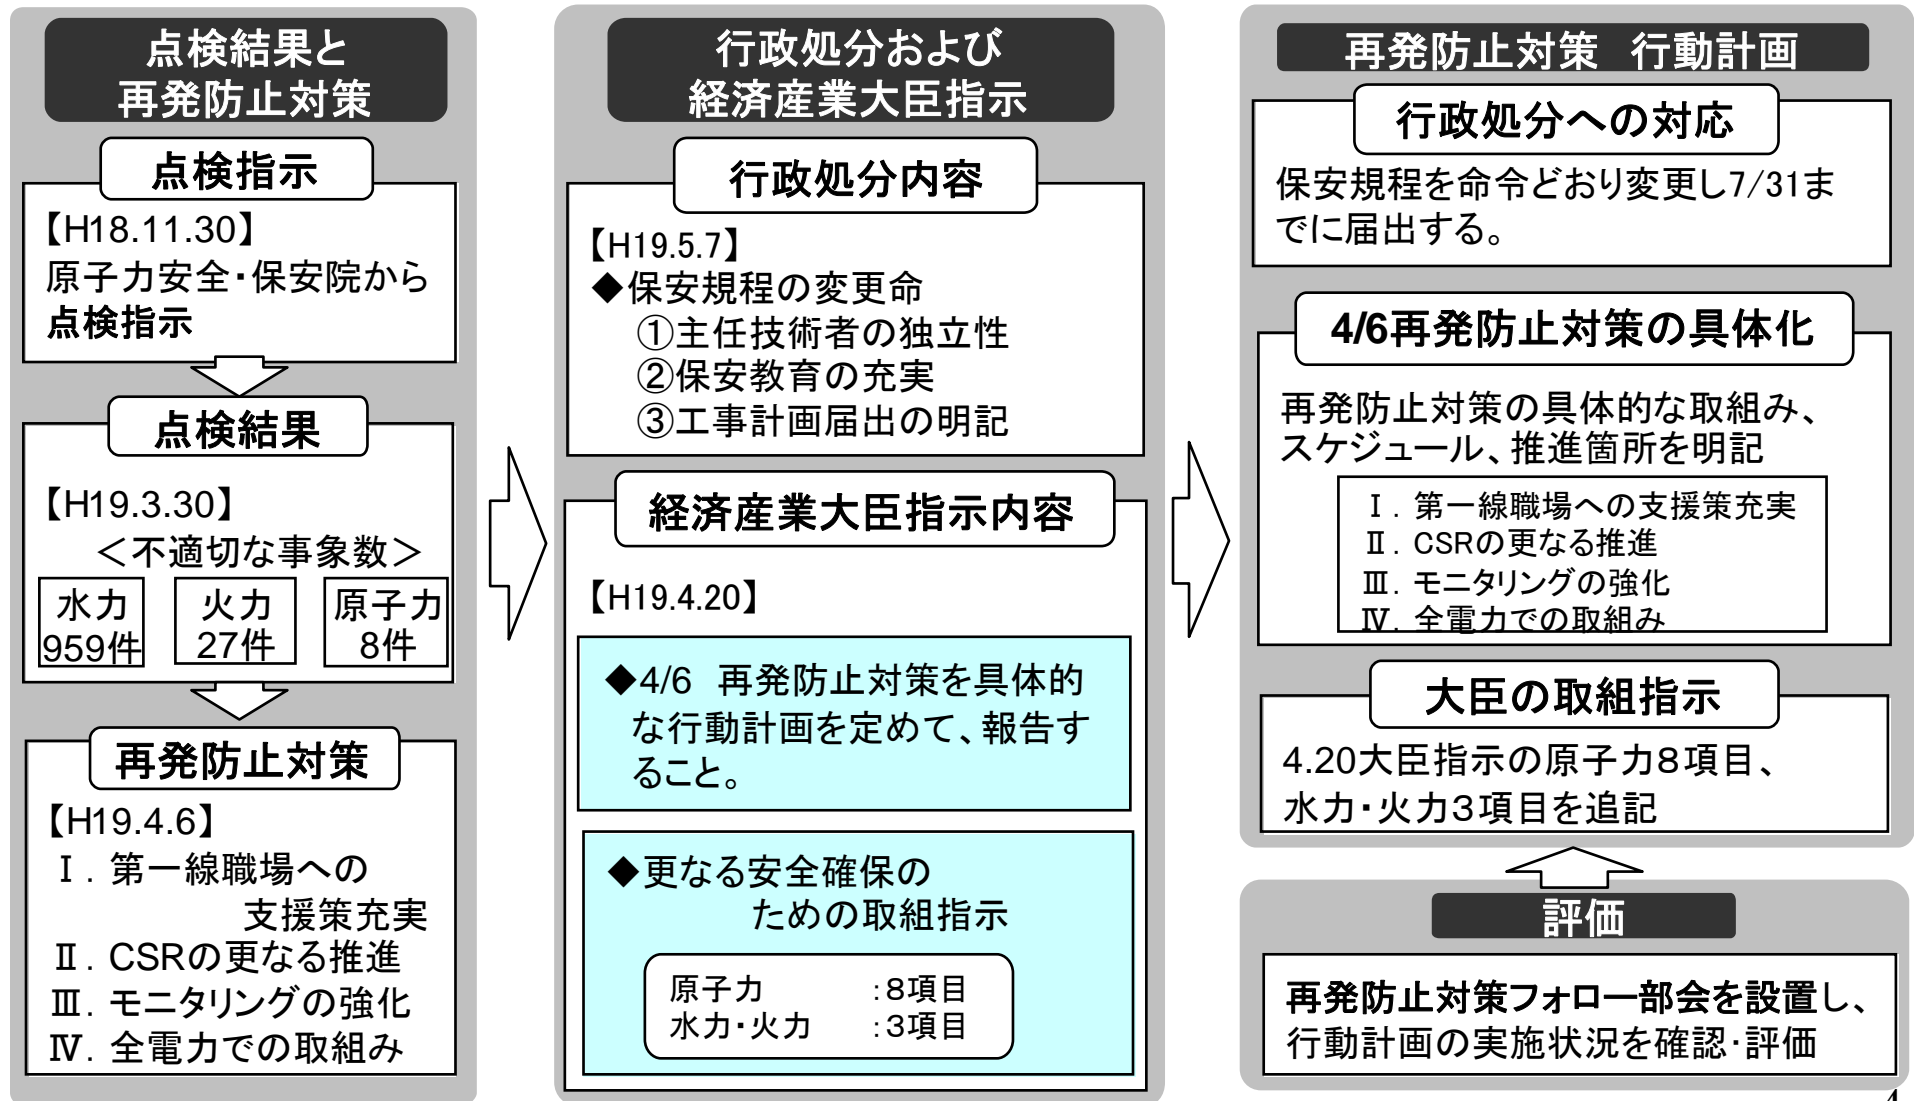 点検結果と
再発防止対策
点検指示
【H18.11.30】
原子力安全・保安院から
点検指示
点検結果
【H19.3.30】
＜不適切な事象数＞
水力
959件
火力
27件
原子力
8件
再発防止対策
【H19.4.6】
Ⅰ. 第一線職場への
支援策充実
Ⅱ. CSRの更なる推進
Ⅲ. モニタリングの強化
Ⅳ. 全電力での取組み
行政処分および
経済産業大臣指示
行政処分内容
【H19.5.7】
◆保安規程の変更命
①主任技術者の独立性
②保安教育の充実
③工事計画届出の明記
経済産業大臣指示内容
【H19.4.20】
◆4/6 再発防止対策を具体的
な行動計画を定めて、報告す
ること。
◆更なる安全確保の
ための取組指示
原子力 ：8項目
水力・火力 ：3項目
再発防止対策 行動計画
行政処分への対応
保安規程を命令どおり変更し7/31ま
でに届出する。
4/6再発防止対策の具体化
再発防止対策の具体的な取組み、
スケジュール、推進箇所を明記
Ⅰ. 第一線職場への支援策充実
Ⅱ. CSRの更なる推進
Ⅲ. モニタリングの強化
Ⅳ. 全電力での取組み
大臣の取組指示
4.20大臣指示の原子力８項目、
水力・火力３項目を追記
評価
再発防止対策フォロー部会を設置し、
行動計画の実施状況を確認・評価
4